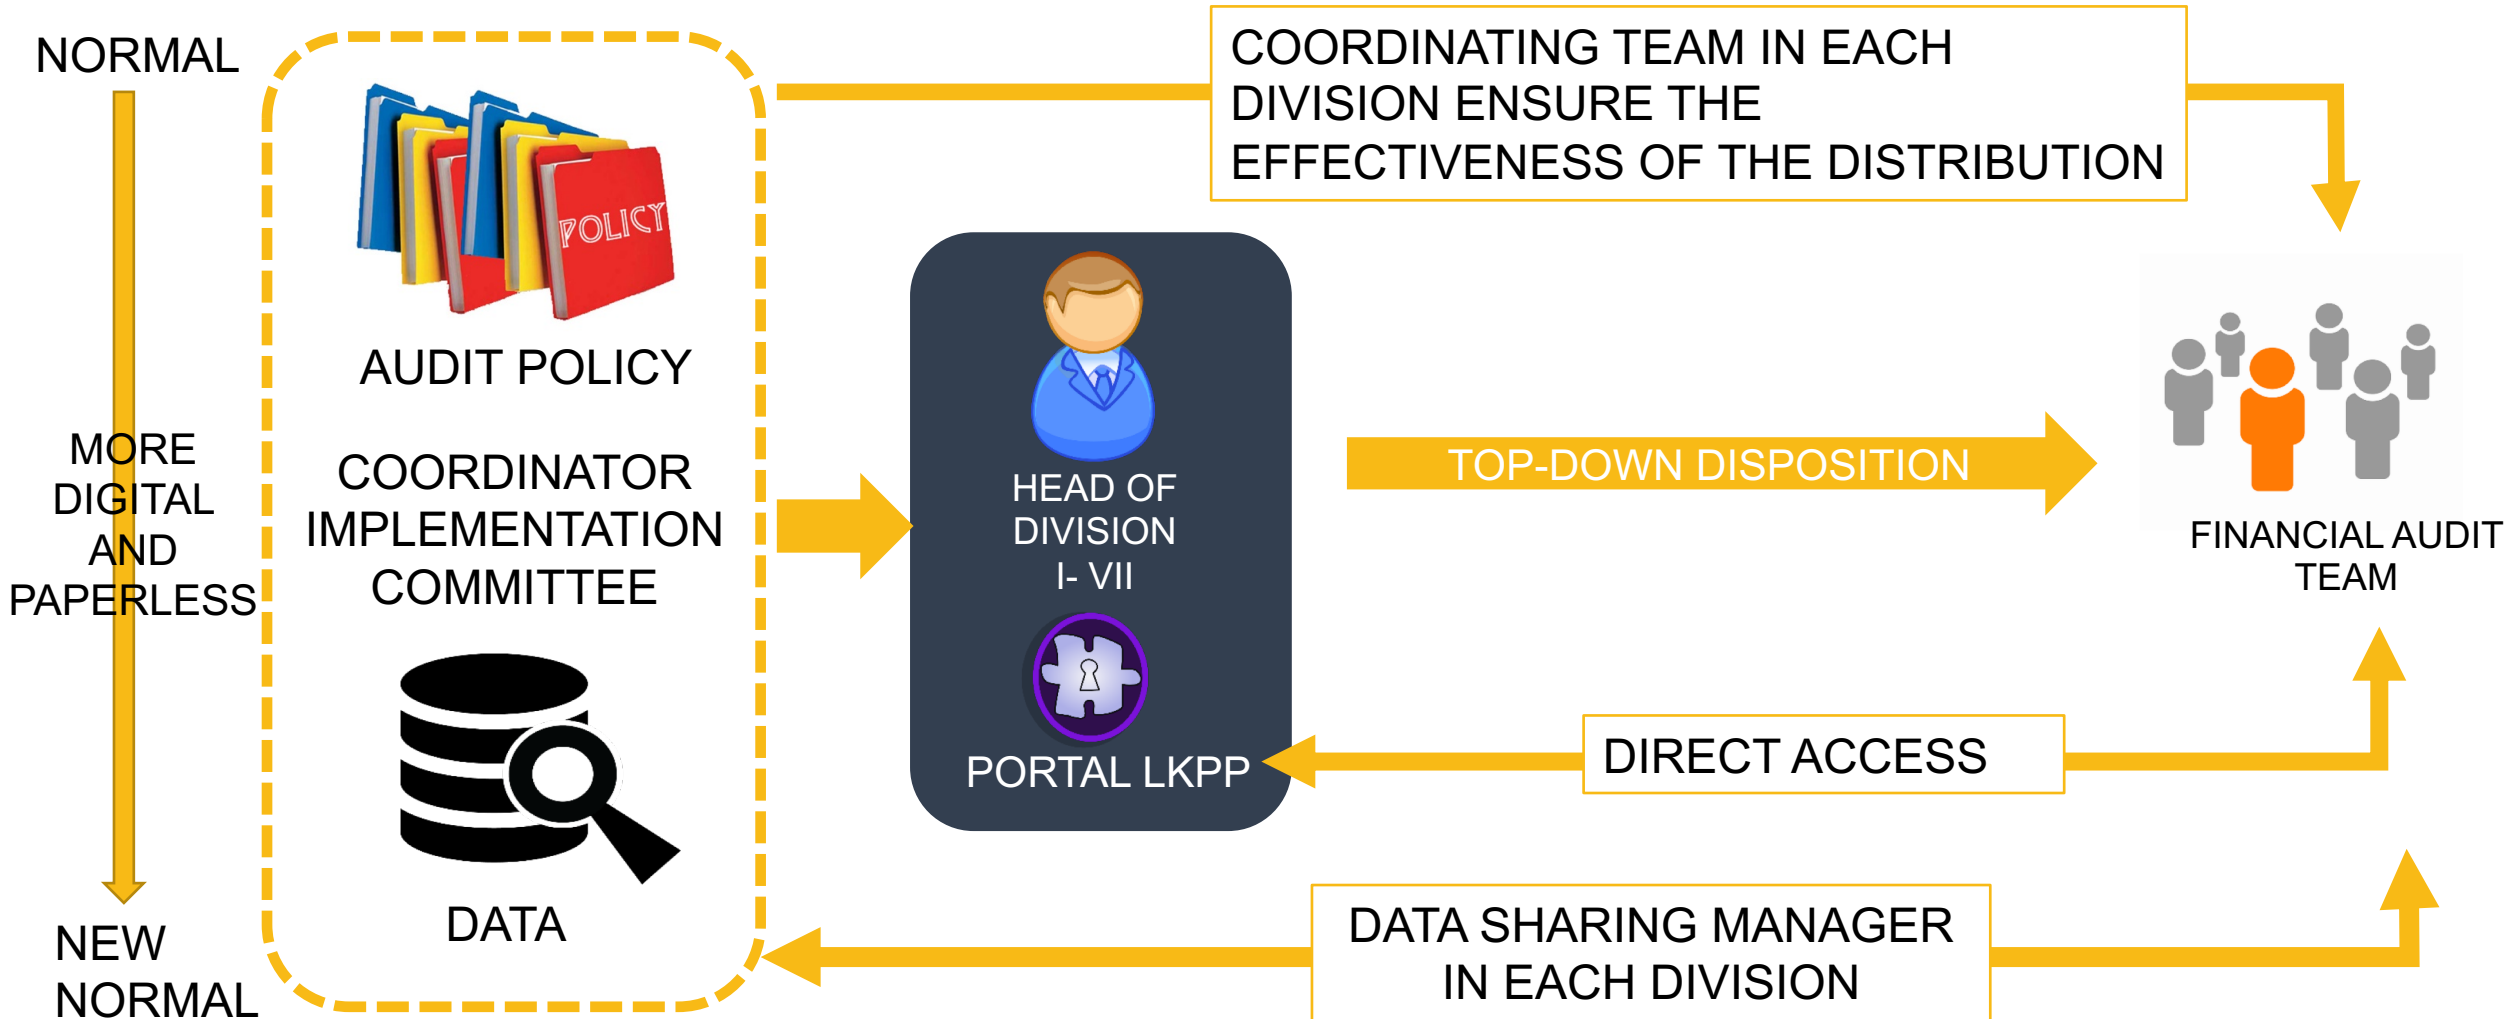 NORMAL
MORE
DIGITAL
AND
PAPERLESS
NEW
NORMAL
POLICY
AUDIT POLICY
COORDINATOR
IMPLEMENTATION
COMMITTEE
DATA
COORDINATING TEAM IN EACH
DIVISION ENSURE THE
EFFECTIVENESS OF THE DISTRIBUTION
HEAD OF
DIVISION
I- VII
PORTAL LKPP
TOP-DOWN DISPOSITION
FINANCIAL AUDIT
TEAM
DIRECT ACCESS
DATA SHARING MANAGER
IN EACH DIVISION